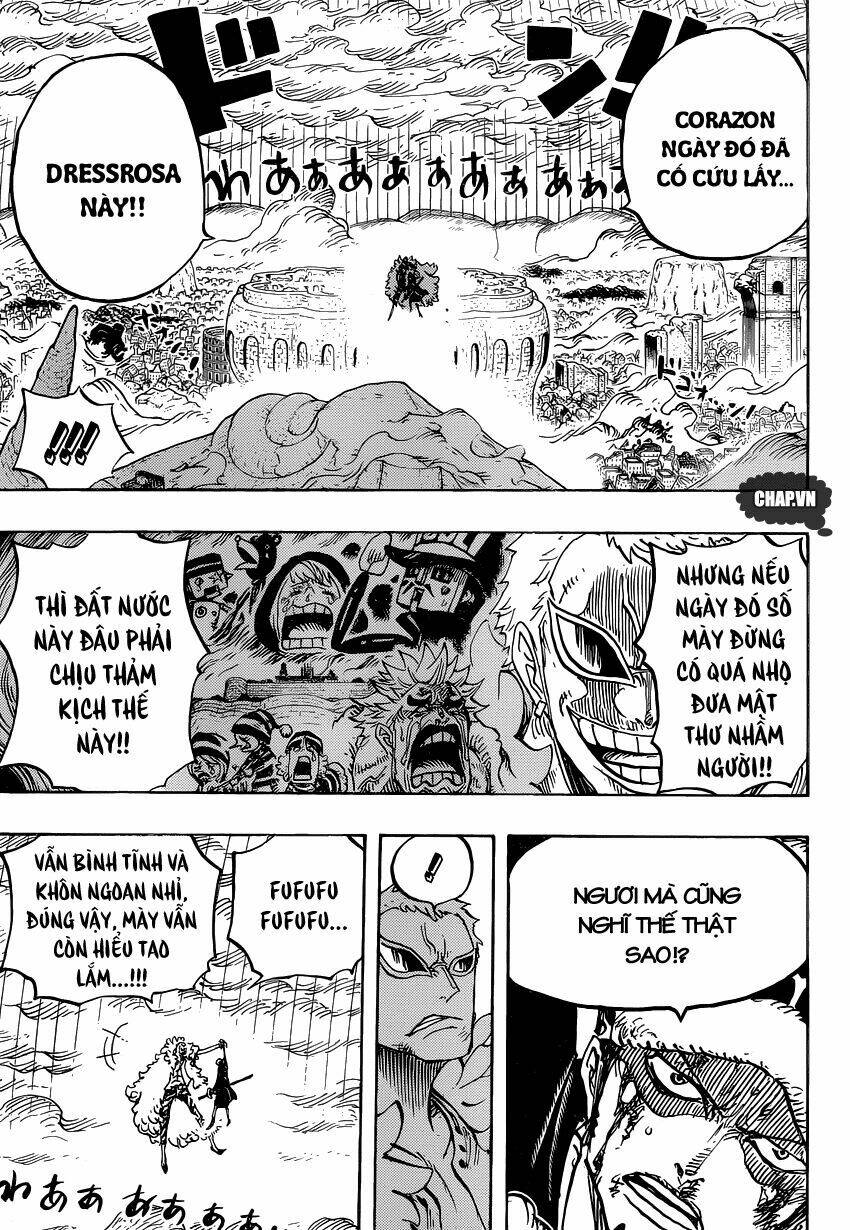 ド
ン!!
CORAZON
NGÀY ĐÓ ĐÃ
CÓ CỨU LẤY...
DRESSROSA
NÀY!!
わあああああああああ
ドコォ
!!!!
CHAP.VN
NHƯNG NẾU
NGÀY ĐÓ SỐ
MÀY ĐỪNG
CÓ QUÁ NHỌ
ĐƯA MẬT
THƯ NHẦM
NGƯỜI!!
THÌ ĐẤT NƯỚC
NÀY ĐÂU PHẢI
CHỊU THẢM
KỊCH THẾ
NÀY!!
NGƯƠI MÀ CŨNG
NGHĨ THẾ THẬT
SAO!?
!
FUFUFU
FUFUFU...
VẪN BÌNH TĨNH VÀ
KHÔN NGOAN NHỈ,
ĐÚNG VẬY, MÀY VẪN
CÒN HIỂU TAO
LẮM...!!!
わあああああ